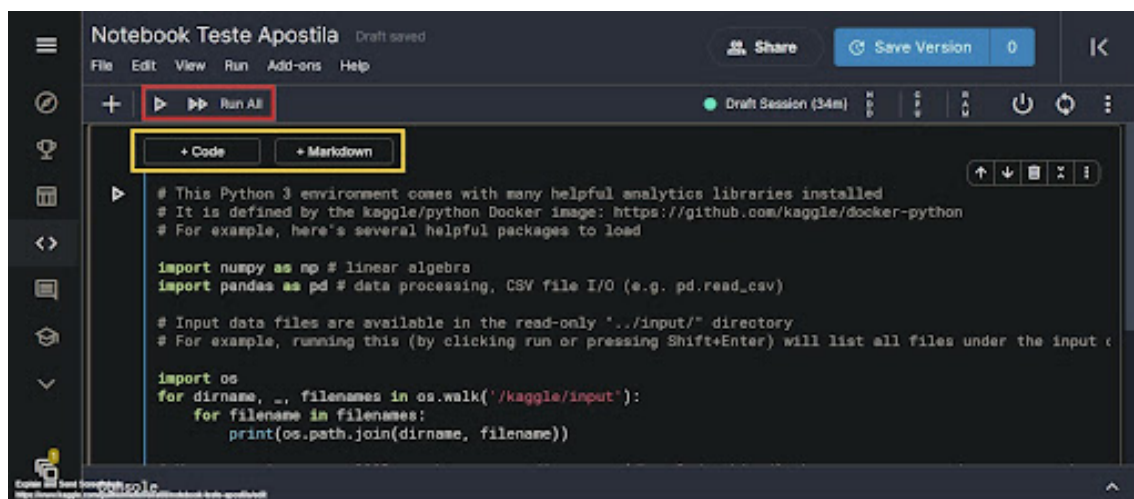 Notebook Teste Apostila Draft saved
Share
Save Version 0
File Edit View Run Add-ons Help
Run All
Draft Session (34m)
HDD
CPU
RAM
+ Code + Markdown
# This Python 3 environment comes with many helpful analytics libraries installed
# It is defined by the kaggle/python Docker image: https://github.com/kaggle/docker-python
# For example, here's several helpful packages to load
import numpy as np # linear algebra
import pandas as pd # data processing, CSV file I/O (e.g. pd.read_csv)
# Input data files are available in the read-only "../input/" directory
# For example, running this (by clicking run or pressing Shift+Enter) will list all files under the input
import os
for dirname, _, filenames in os.walk('/kaggle/input'):
for filename in filenames:
print(os.path.join(dirname, filename))
Console